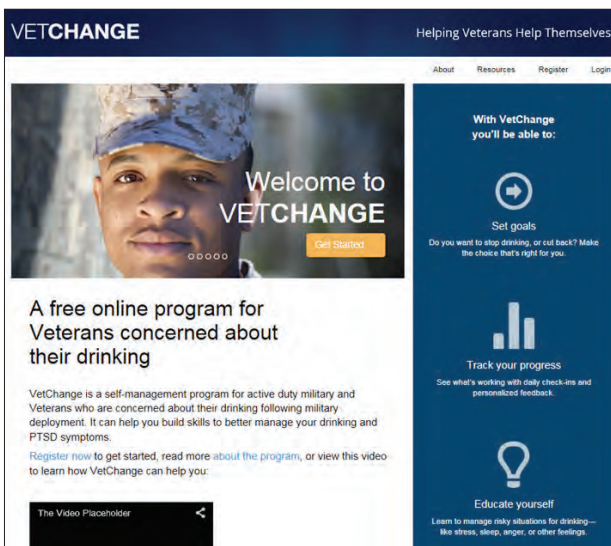 VETCHANGE
Helping Veterans Help Themselves
About Resources Register Login
Welcome to
VETCHANGE
Get Started
A free online program for
Veterans concerned about
their drinking
VetChange is a self-management program for active duty military and
Veterans who are concerned about their drinking following military
deployment. It can help you build skills to better manage your drinking and
PTSD symptoms.
Register now to get started, read more about the program, or view this video
to learn how VetChange can help you:
The Video Placeholder
With VetChange
you'll be able to:
Set goals
Do you want to stop drinking, or cut back? Make
the choice that's right for you.
Track your progress
See what's working with daily check-ins and
personalized feedback.
Educate yourself
Learn to manage risky situations for drinking—
like stress, sleep, anger, or other feelings.